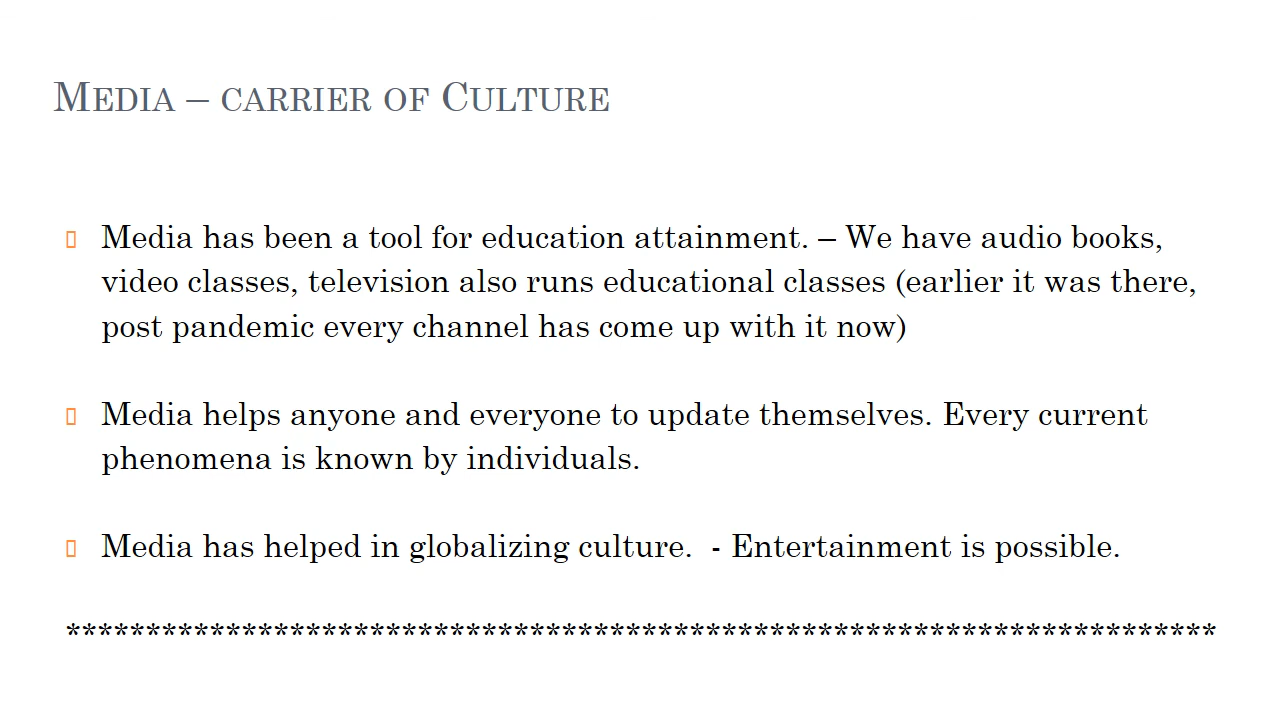 MEDIA – CARRIER OF CULTURE
Media has been a tool for education attainment. – We have audio books,
video classes, television also runs educational classes (earlier it was there,
post pandemic every channel has come up with it now)
Media helps anyone and everyone to update themselves. Every current
phenomena is known by individuals.
Media has helped in globalizing culture.  - Entertainment is possible.
************************************************************************